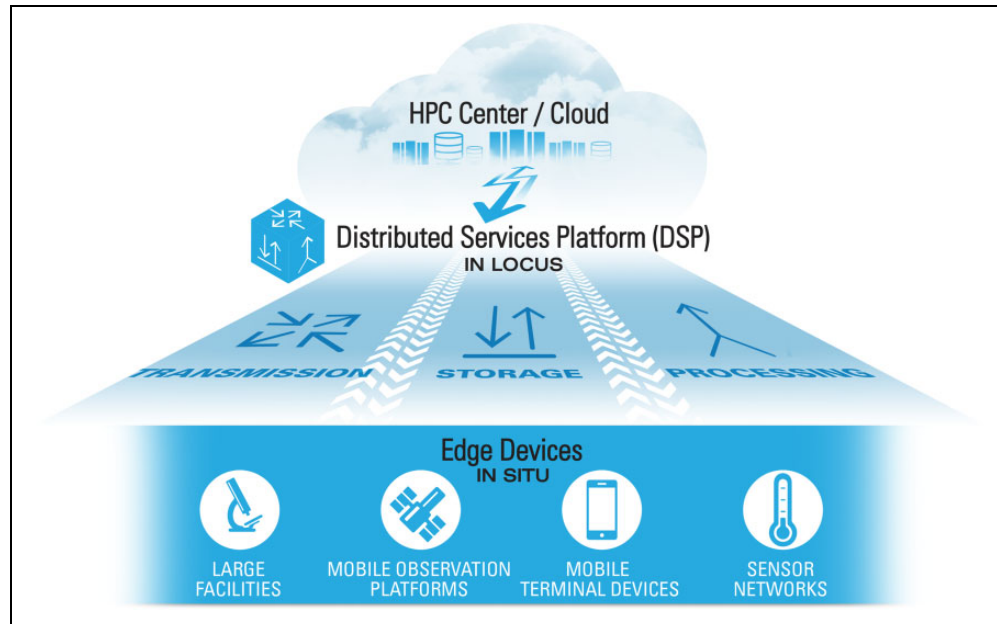 HPC Center / Cloud
Distributed Services Platform (DSP)
IN LOCUS
TRANSMISSION
STORAGE
PROCESSING
Edge Devices
IN SITU
LARGE
FACILITIES
MOBILE OBSERVATION
PLATFORMS
MOBILE
TERMINAL DEVICES
SENSOR
NETWORKS